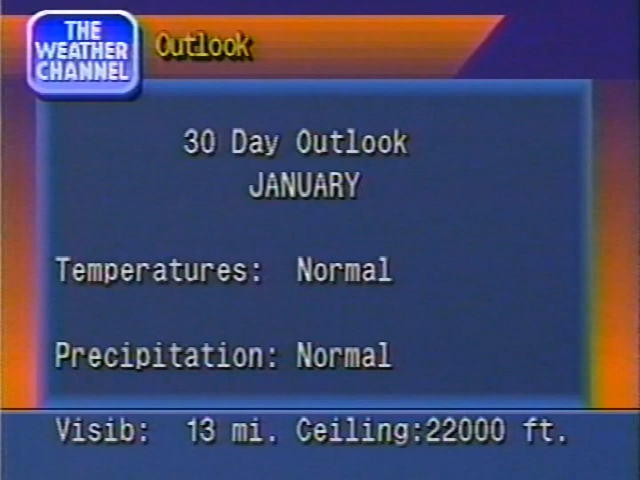 THE
WEATHER
CHANNEL
Outlook
30 Day Outlook
JANUARY
Temperatures: Normal
Precipitation: Normal
Visib: 13 mi. Ceiling:22000 ft.